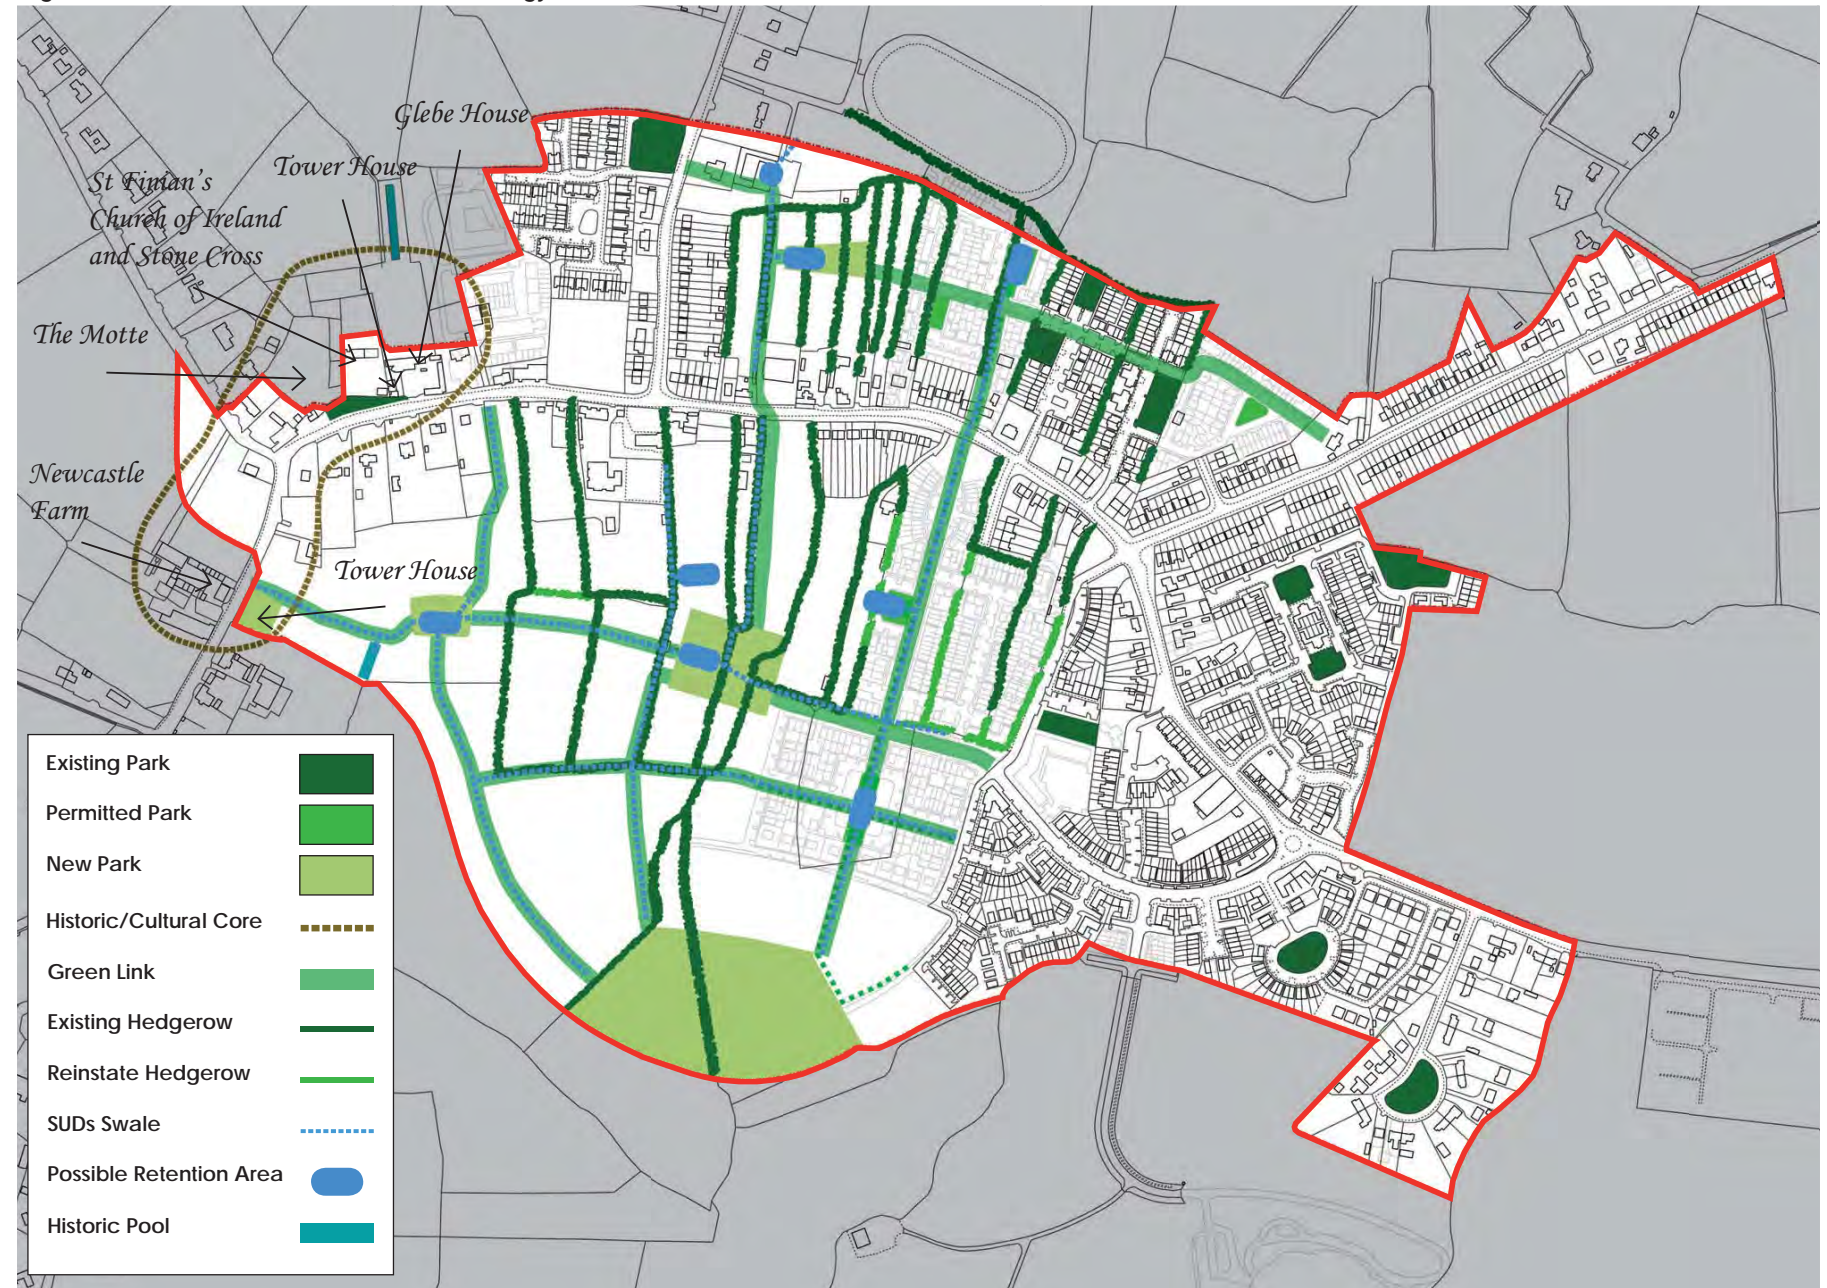 Glebe House
Tower House
St Finian's
Church of Ireland
and Stone Cross
The Motte
Newcastle
Farm
Tower House
Existing Park
Permitted Park
New Park
Historic/Cultural Core
Green Link
Existing Hedgerow
Reinstate Hedgerow
SUDs Swale
Possible Retention Area
Historic Pool